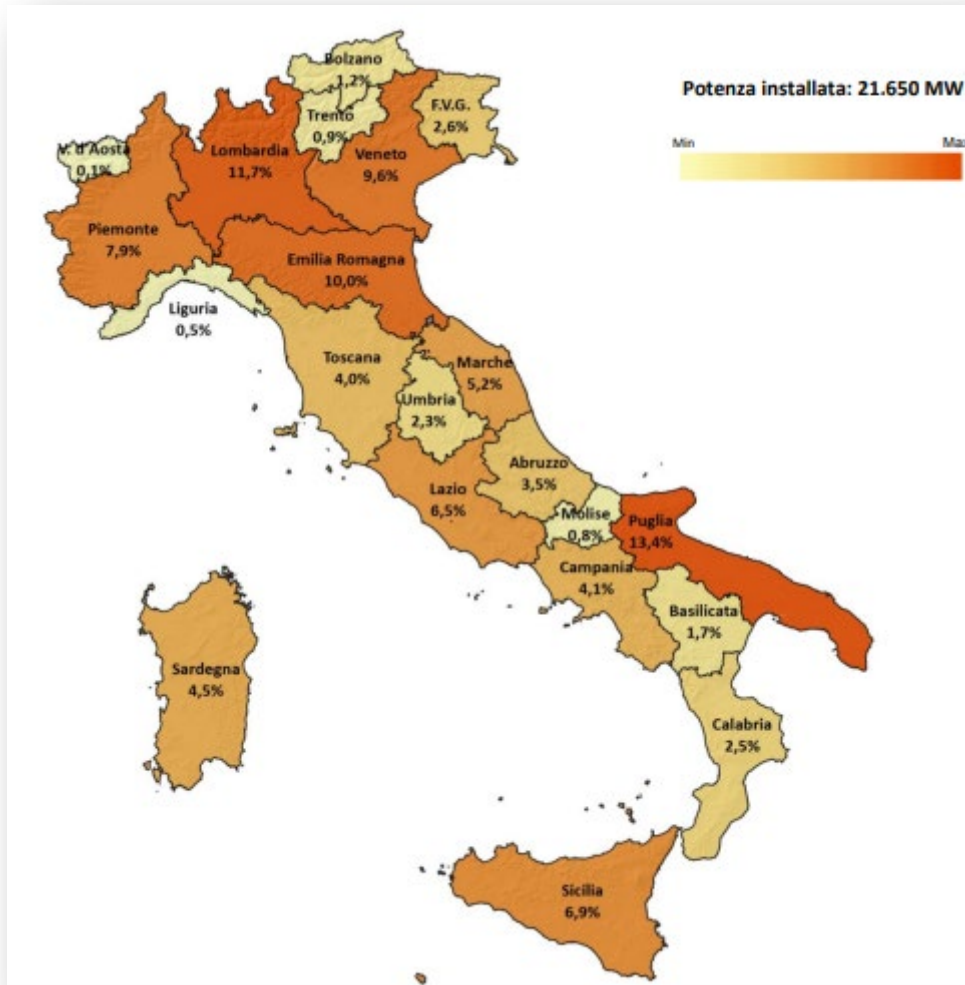 Potenza installata: 21.650 MW
Min
Max
Bolzano
1,2%
Trento
0,9%
F.V.G.
2,6%
V. d'Aosta
0,1%
Lombardia
11,7%
Veneto
9,6%
Piemonte
7,9%
Emilia Romagna
10,0%
Liguria
0,5%
Toscana
4,0%
Marche
5,2%
Umbria
2,3%
Abruzzo
3,5%
Lazio
6,5%
Molise
0,8%
Puglia
13,4%
Campania
4,1%
Basilicata
1,7%
Sardegna
4,5%
Calabria
2,5%
Sicilia
6,9%